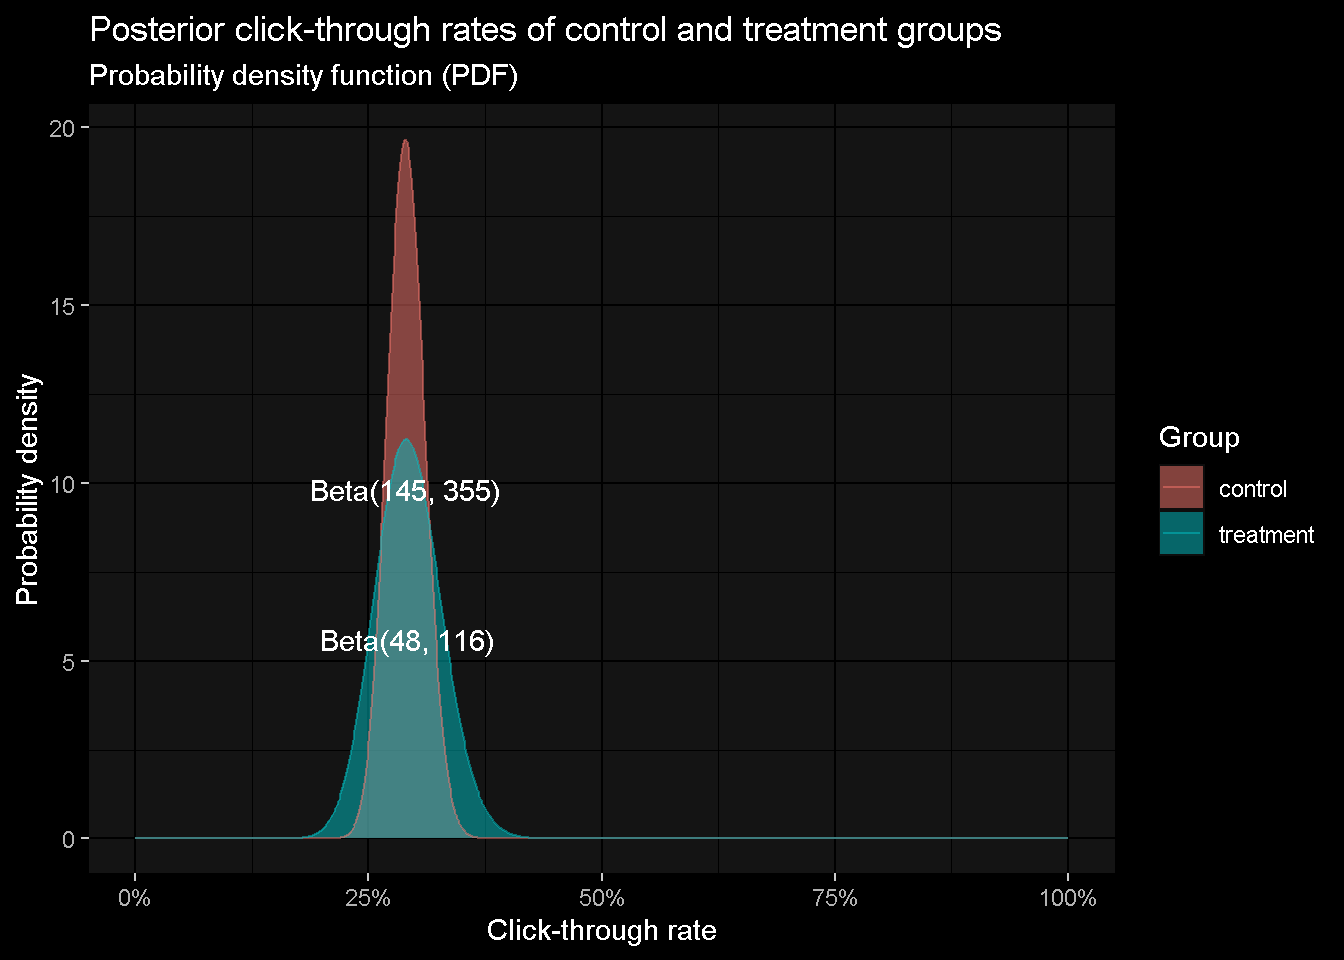 Posterior click-through rates of control and treatment groups
Probability density function (PDF)
Probability density
20
15
10
5
0
Beta(145, 355)
Beta(48, 116)
0% 25% 50% 75% 100%
Click-through rate
Group
control
treatment